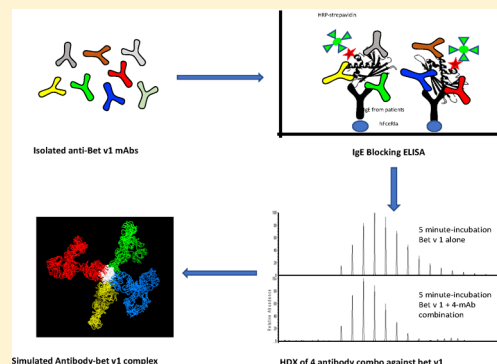 HRP-strepavidin
IgE from patients
hFcεRIa
Isolated anti-Bet v1 mAbs
IgE Blocking ELISA
5 minute-incubation
Bet v 1 alone
5 minute-incubation
Bet v 1 + 4-mAb
combination
Relative Abundance
Simulated Antibody-bet v1 complex
HDX of 4 antibody combo against bet v1